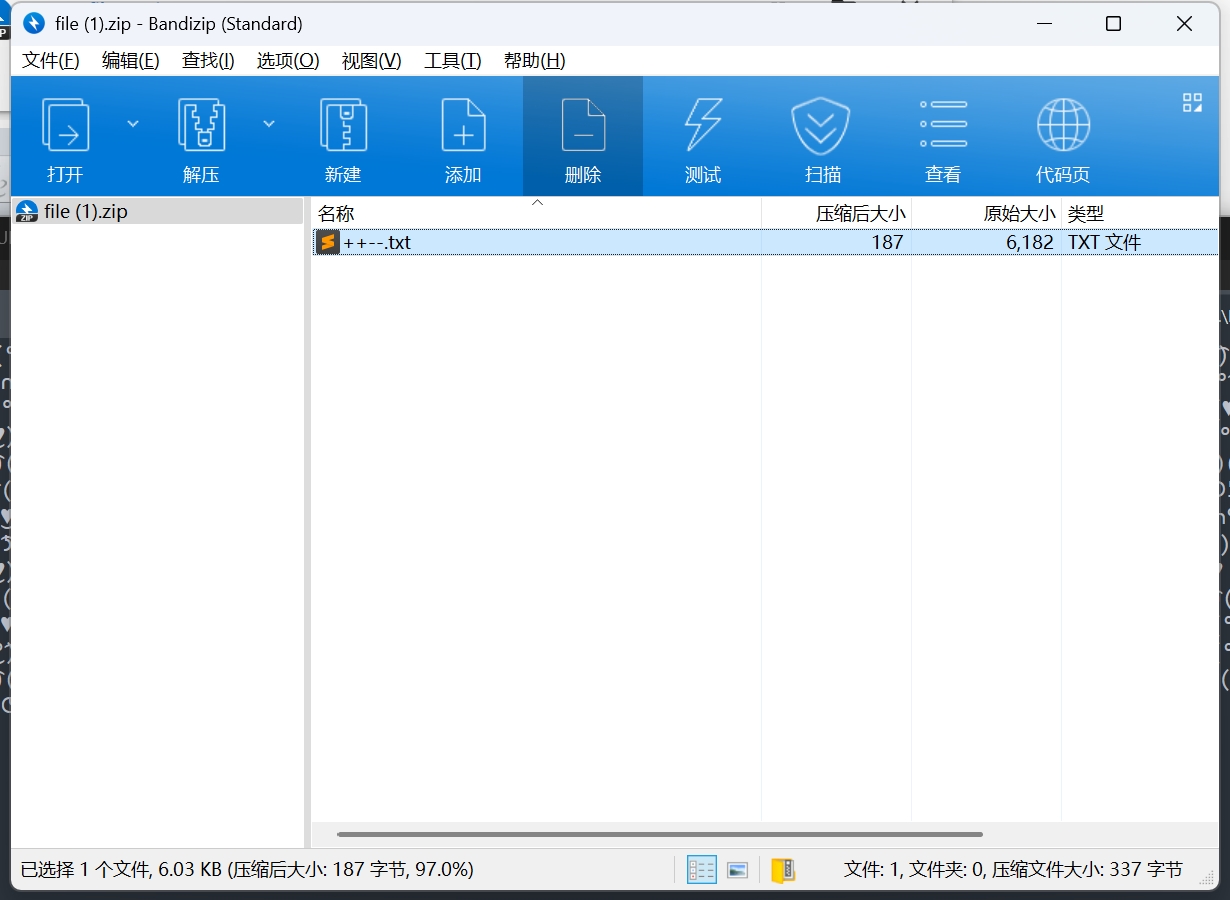 file (1).zip - Bandizip (Standard)
文件(F) 编辑(E) 查找(I) 选项(O) 视图(V) 工具(T) 帮助(H)
打开 解压 新建 添加 删除 测试 扫描 查看 代码页
file (1).zip
名称 压缩后大小 原始大小 类型
++--.txt 187 6,182 TXT 文件
已选择 1 个文件, 6.03 KB (压缩后大小: 187 字节, 97.0%)
文件: 1, 文件夹: 0, 压缩文件大小: 337 字节